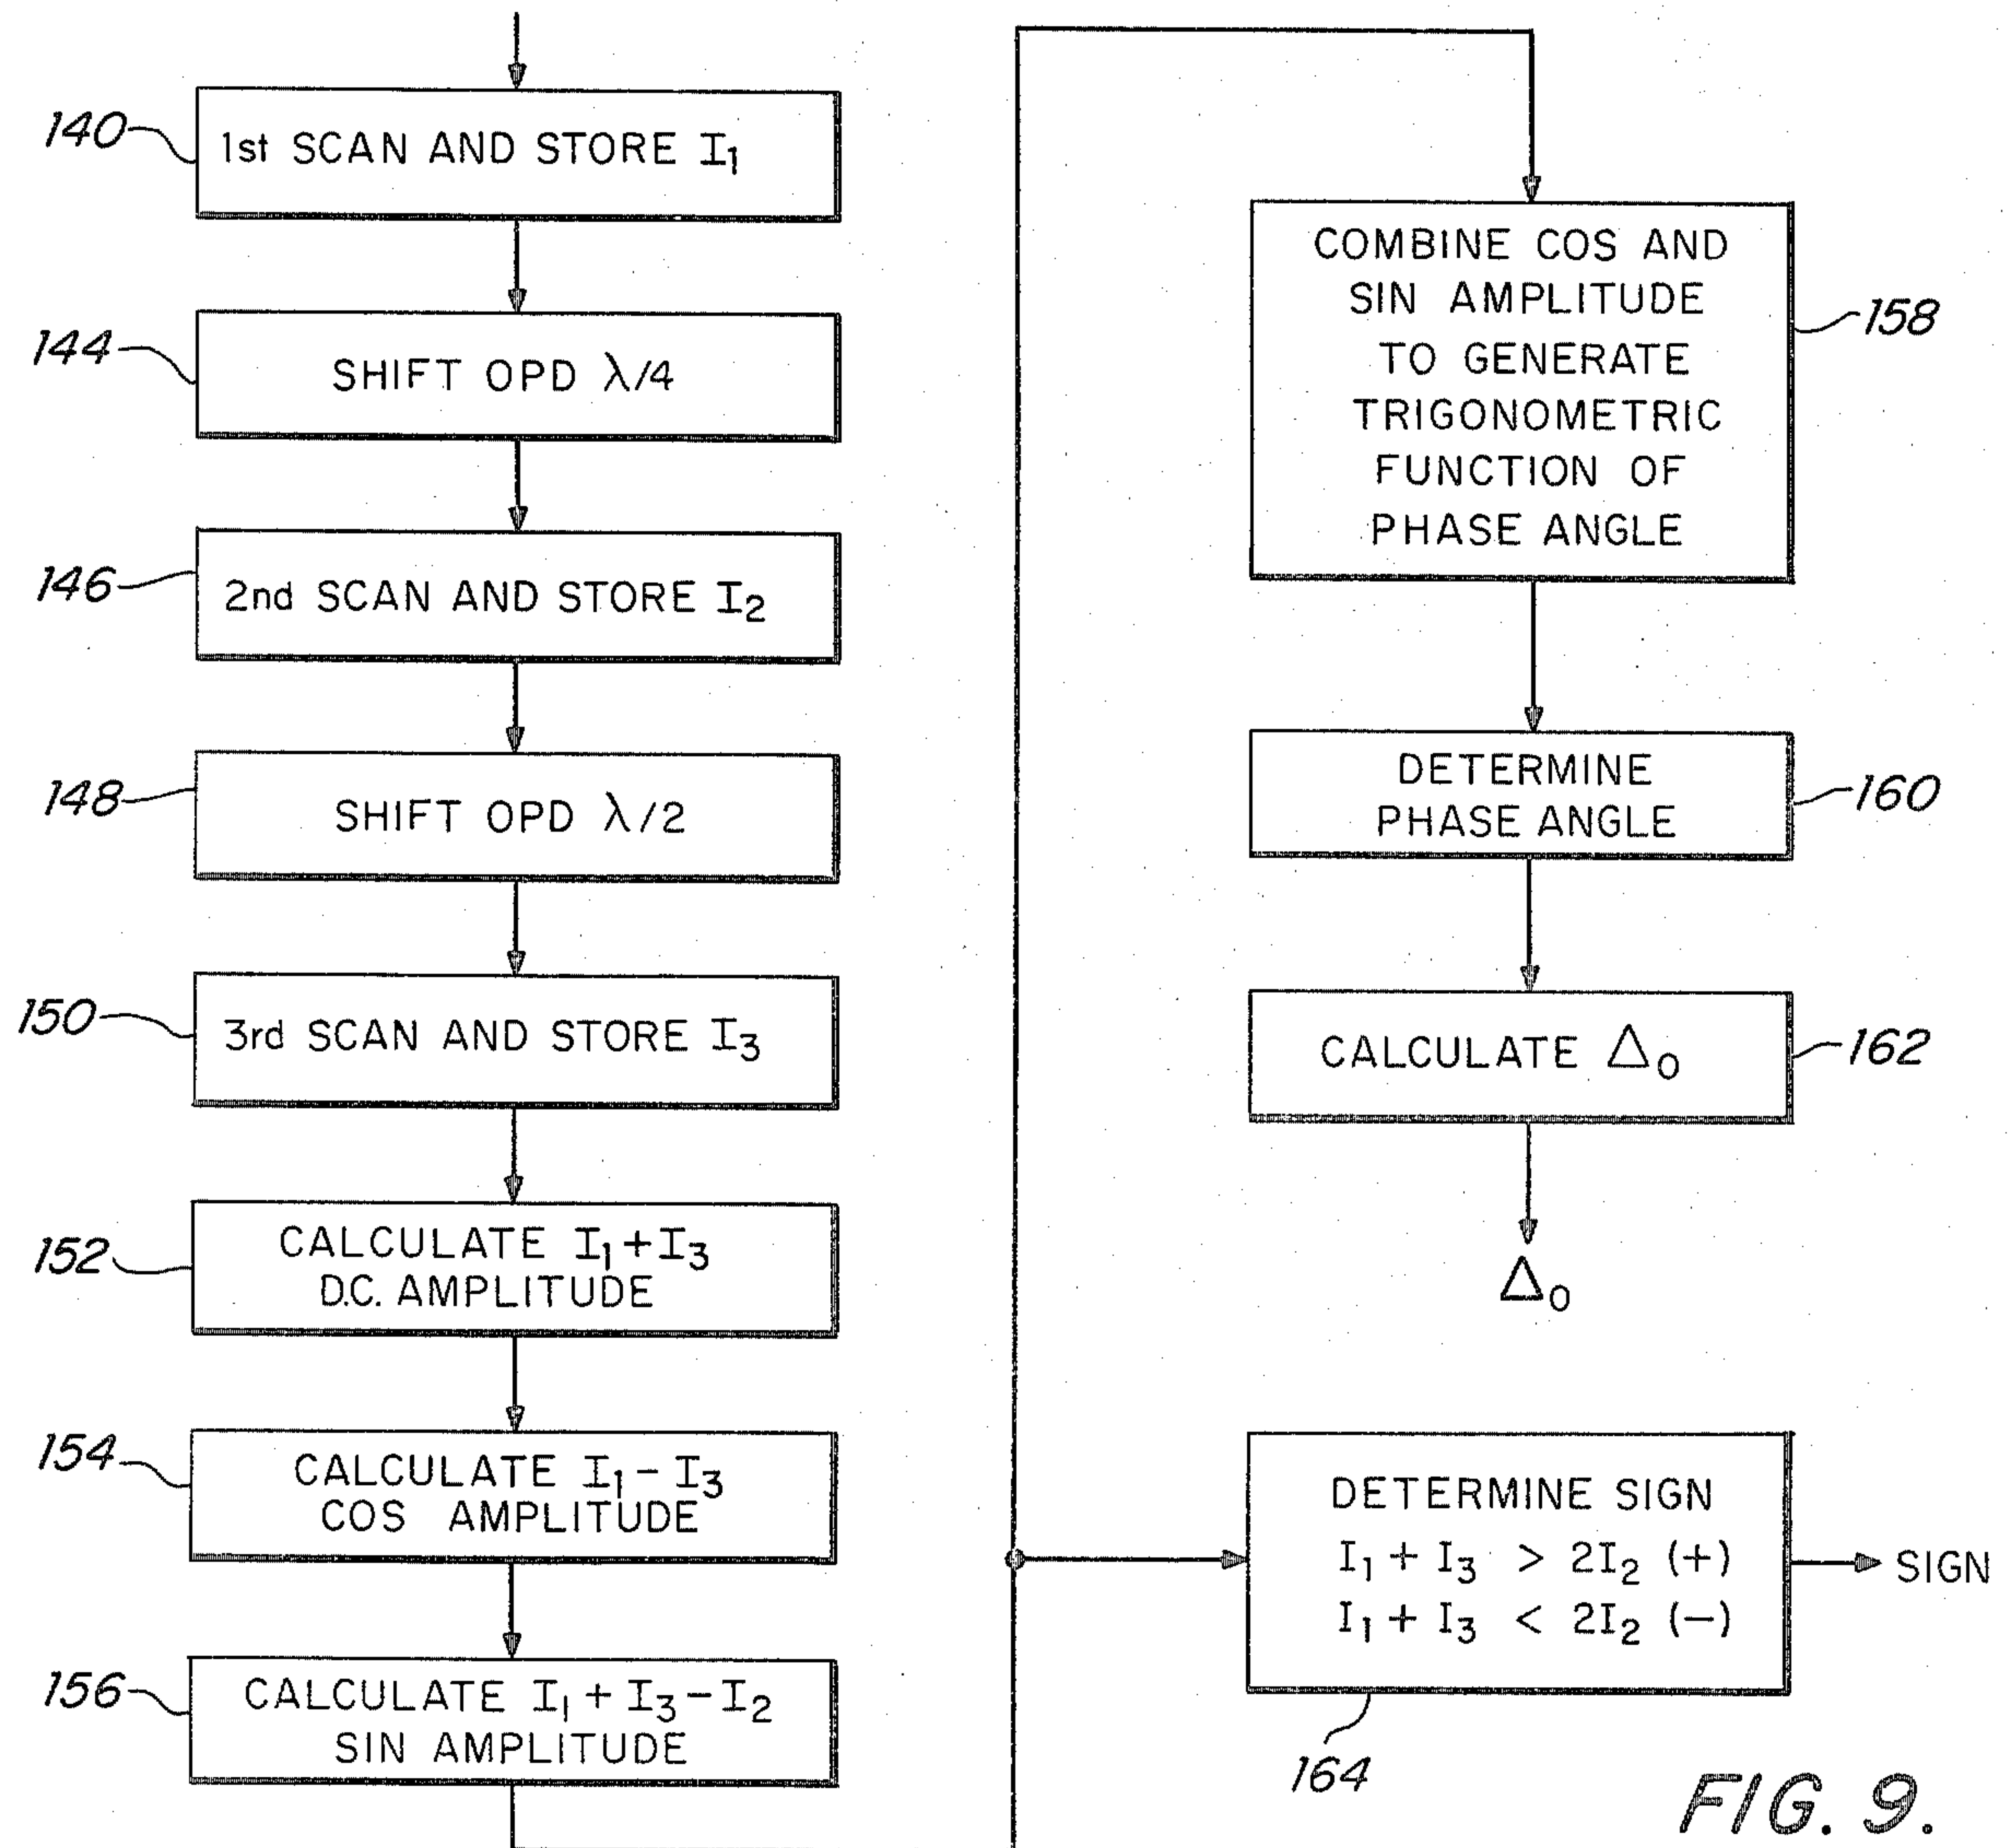 140
1st SCAN AND STORE I₁
144
SHIFT OPD λ/4
146
2nd SCAN AND STORE I₂
148
SHIFT OPD λ/2
150
3rd SCAN AND STORE I₃
152
CALCULATE I₁+I₃
D.C. AMPLITUDE
154
CALCULATE I₁-I₃
COS AMPLITUDE
156
CALCULATE I₁+I₃-I₂
SIN AMPLITUDE
COMBINE COS AND
SIN AMPLITUDE
TO GENERATE
TRIGONOMETRIC
FUNCTION OF
PHASE ANGLE
158
DETERMINE
PHASE ANGLE
160
CALCULATE Δ₀
162
Δ₀
DETERMINE SIGN
I₁ + I₃ > 2I₂ (+)
I₁ + I₃ < 2I₂ (-)
SIGN
164
FIG. 9.